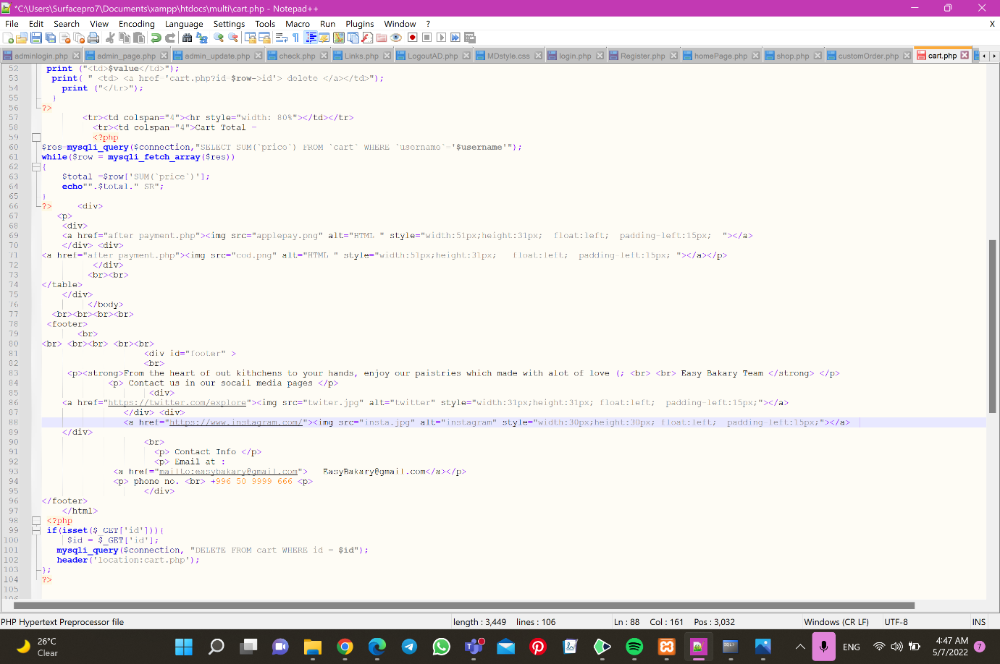 *C:\Users\Surfacepro7\Documents\xampp\htdocs\multi\cart.php - Notepad++
File Edit Search View Encoding Language Settings Tools Macro Run Plugins Window ? X
adminlogin.php admin_page.php admin_update.php check.php Links.php LogoutAD.php MDstyle.css login.php Register.php homePage.php shop.php customOrder.php cart.php
52 print ("<td>$value</td>");
53 print( " <td> <a href 'cart.php?id=$row->id'> delete </a></td>");
54 print ("</tr>");
55 }
56 ?>
57 <tr><td colspan="4"><hr style="width: 80%"></td></tr>
58 <tr><td colspan="4">Cart Total =
59 <?php
60 $res=mysqli_query($connection,"SELECT SUM(`price`) FROM `cart` WHERE `username`='$username'");
61 while($row = mysqli_fetch_array($res))
62 {
63 $total =$row['SUM(`price`)'];
64 echo"".$total." SR";
65 }
66 ?> <div>
67 <p>
68 <div>
69 <a href="after payment.php"><img src="applepay.png" alt="HTML " style="width:51px;height:31px; float:left; padding-left:15px; "></a>
70 </div> <div>
71 <a href="after payment.php"><img src="cod.png" alt="HTML " style="width:51px;height:31px; float:left; padding-left:15px; "></a></p>
72 </div>
73 <br><br>
74 </table>
75 </div>
76 </body>
77 <br><br><br><br>
78 <footer>
79 <br>
80 <br> <br><br> <br><br>
81 <div id="footer" >
82 <br>
83 <p><strong>From the heart of out kithchens to your hands, enjoy our paistries which made with alot of love (; <br> <br> Easy Bakary Team </strong> </p>
84 <p> Contact us in our socail media pages </p>
85 <div>
86 <a href="https://twitter.com/explore"><img src="twiter.jpg" alt="twitter" style="width:31px;height:31px; float:left; padding-left:15px;"></a>
87 </div> <div>
88 <a href="https://www.instagram.com/"><img src="insta.jpg" alt="instagram" style="width:30px;height:30px; float:left; padding-left:15px;"></a>
89 </div>
90 <br>
91 <p> Contact Info </p>
92 <p> Email at :
93 <a href="mailto:easybakary@gmail.com"> EasyBakary@gmail.com</a></p>
94 <p> phone no. <br> +996 50 9999 666 <p>
95 </div>
96 </footer>
97 </html>
98 <?php
99 if(isset($_GET['id'])){
100 $id = $_GET['id'];
101 mysqli_query($connection, "DELETE FROM cart WHERE id = $id");
102 header('location:cart.php');
103 };
104 ?>
105
106
PHP Hypertext Preprocessor file length : 3,449 lines : 106 Ln : 88 Col : 161 Pos : 3,032 Windows (CR LF) UTF-8 INS
26°C
Clear
ENG
4:47 AM
5/7/2022
7